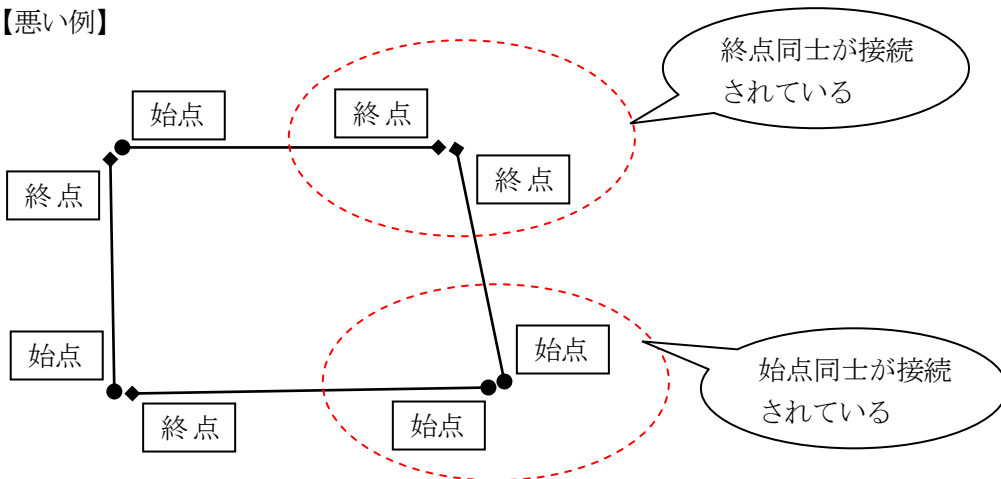 【悪い例】
終点同士が接続
されている
始点
終点
終点
終点
始点
始点
始点同士が接続
されている
始点
終点